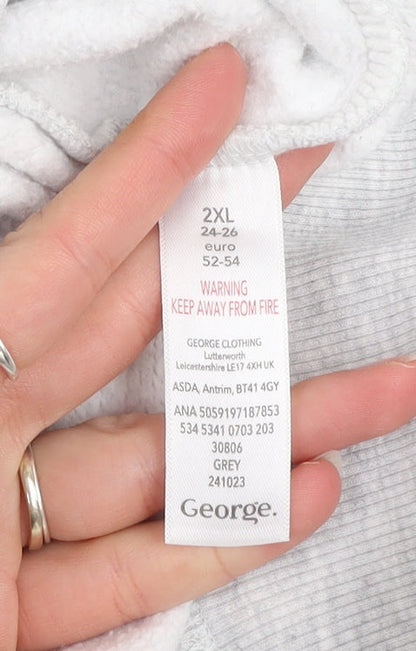 2XL
24-26
euro
52-54
WARNING
KEEP AWAY FROM FIRE
GEORGE CLOTHING
Lutterworth
Leicestershire LE17 4XH UK
ASDA, Antrim, BT41 4GY
ANA 5059197187853
534 5341 0703 203
30806
GREY
241023
George.